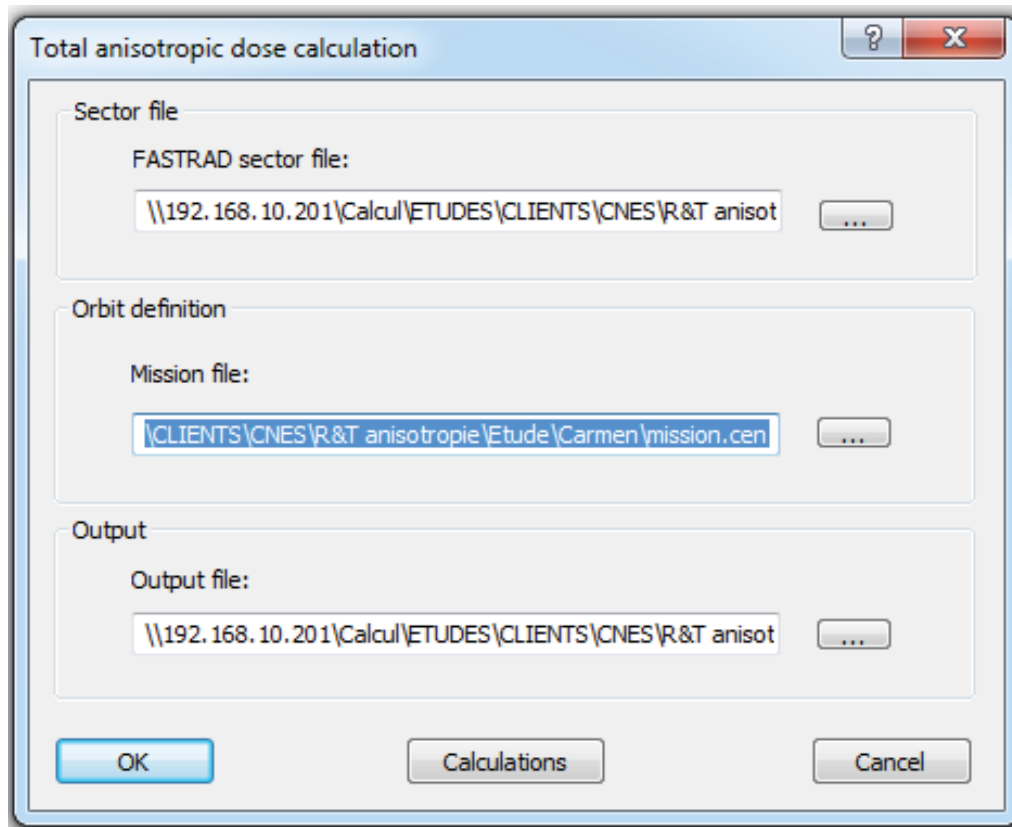 Total anisotropic dose calculation
Sector file
FASTRAD sector file:
\\192.168.10.201\Calcul\ETUDES\CLIENTS\CNES\R&T anisot
...
Orbit definition
Mission file:
\CLIENTS\CNES\R&T anisotropie\Etude\Carmen\mission.cen
...
Output
Output file:
\\192.168.10.201\Calcul\ETUDES\CLIENTS\CNES\R&T anisot
...
OK Calculations Cancel